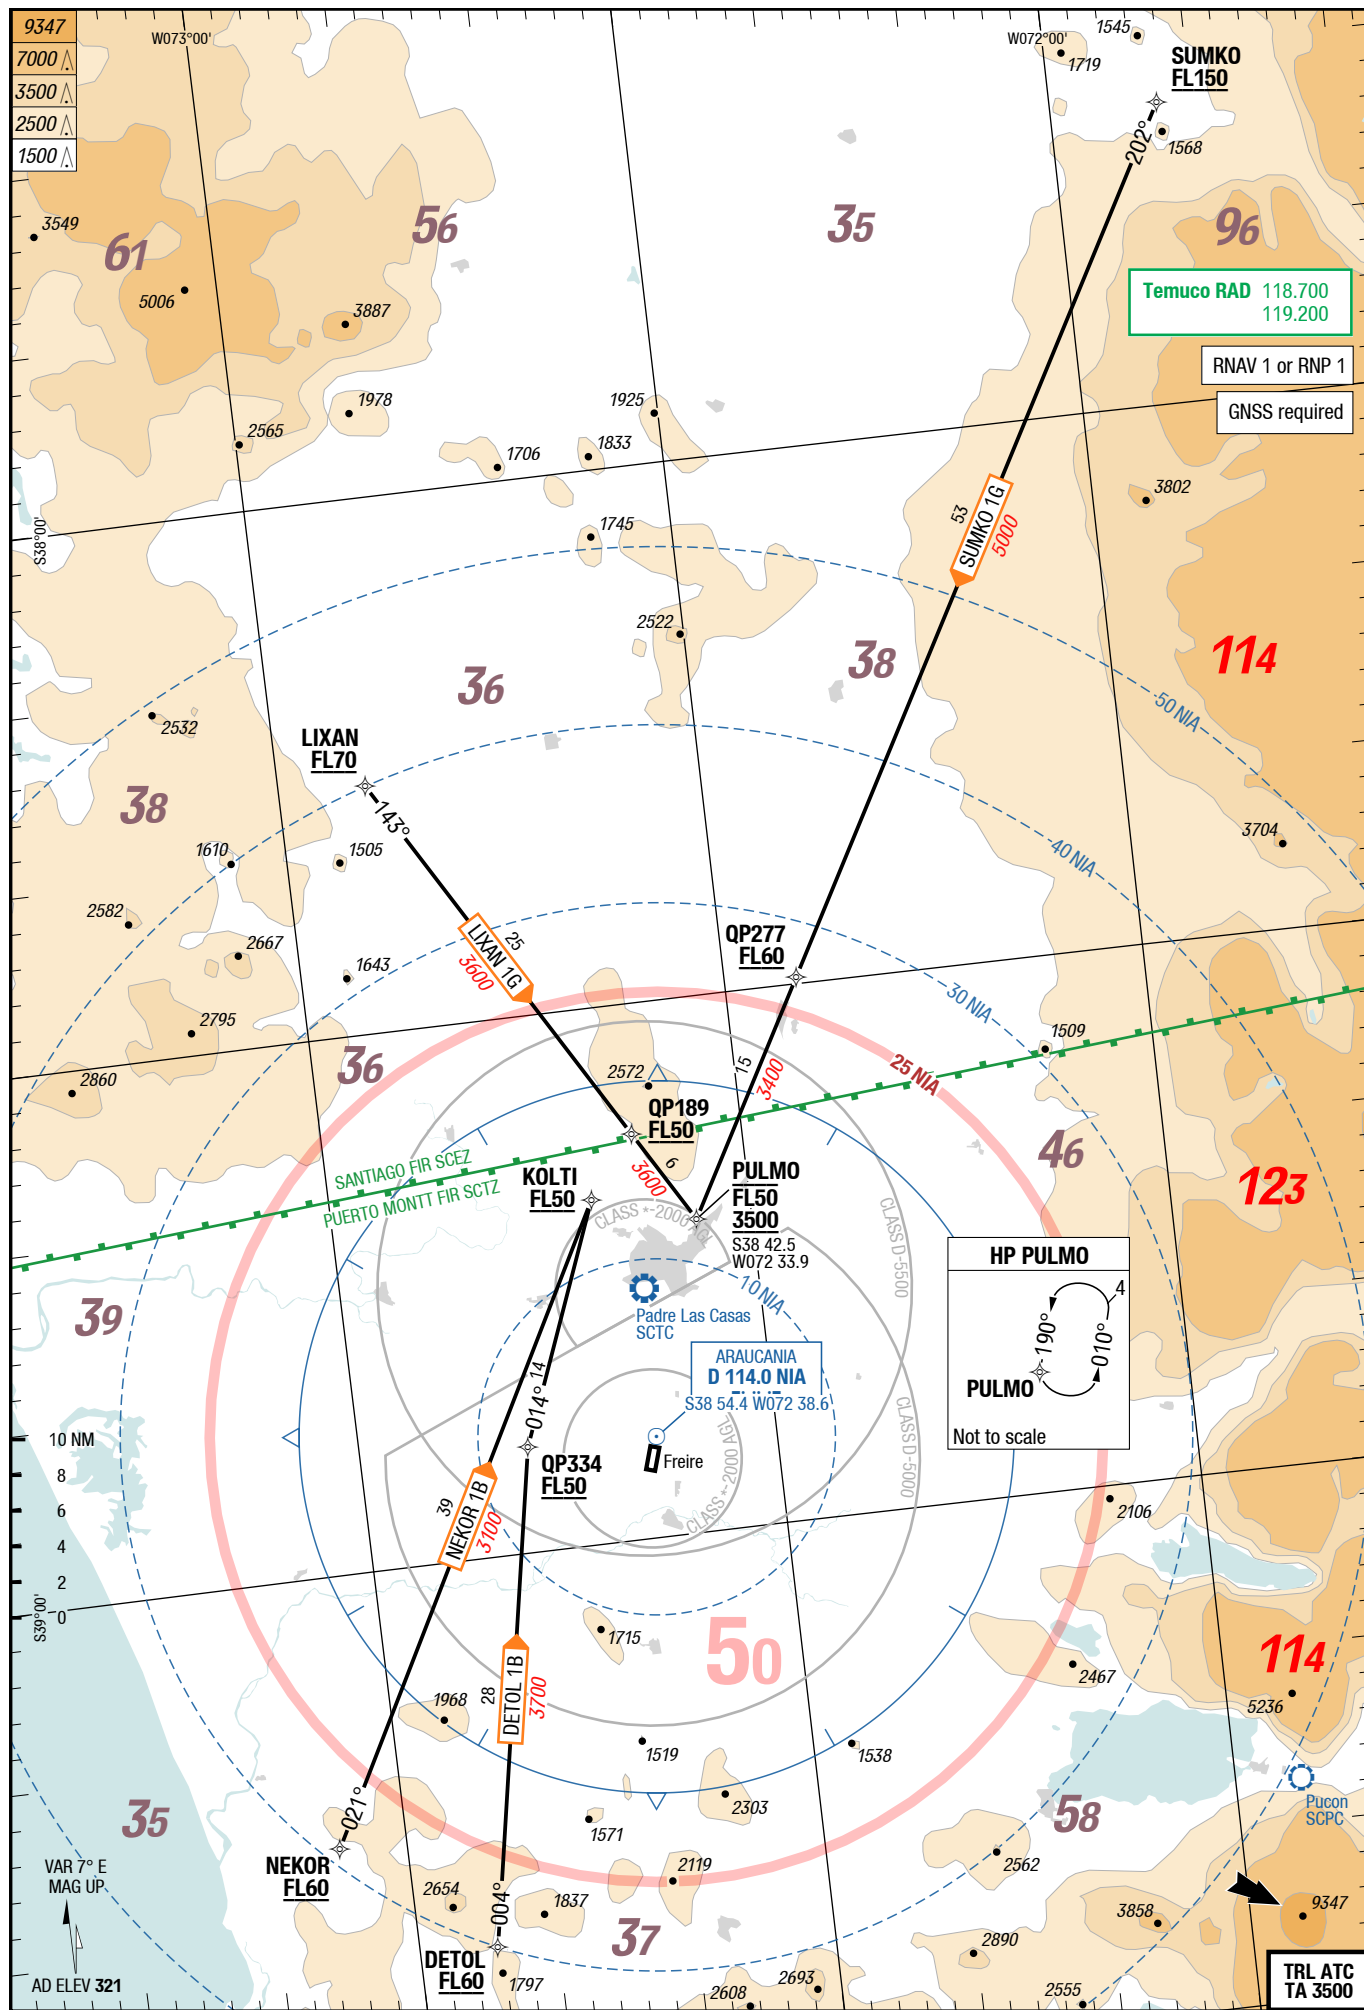 9347
7000
3500
2500
1500
W073°00'
W072°00'
1545
1719
SUMKO
FL150
202°
1568
3549
61
56
35
96
5006
3887
Temuco RAD 118.700
119.200
RNAV 1 or RNP 1
GNSS required
1978
1925
2565
1706
1833
3802
53
SUMKO 1G
5000
S38°00'
1745
2522
36
38
114
50 NIA
2532
LIXAN
FL70
143°
38
1610
1505
3704
40 NIA
2582
2667
25
LIXAN 1G
3600
QP277
FL60
1643
30 NIA
2795
1509
36
2860
2572
15
3400
25 NIA
QP189
FL50
46
SANTIAGO FIR SCEZ
PUERTO MONTT FIR SCTZ
KOLTI
FL50
3600
6
PULMO
FL50
3500
S38 42.5
W072 33.9
CLASS *-2000 AGL
CLASS D-5500
123
HP PULMO
4
190°
010°
PULMO
Not to scale
39
10 NIA
Padre Las Casas
SCTC
ARAUCANIA
D 114.0 NIA
S38 54.4 W072 38.6
14
014°
CLASS D-5000
CLASS *-2000 AGL
Freire
10 NM
8
6
4
2
0
QP334
FL50
39
NEKOR 1B
3100
2106
S39°00'
1715
50
114
2467
5236
28
DETOL 1B
3700
1968
1519
1538
021°
2303
1571
35
58
Pucon
SCPC
VAR 7° E
MAG UP
NEKOR
FL60
2119
2562
2654
004°
1837
3858
9347
37
2890
DETOL
FL60
1797
2693
2608
2555
AD ELEV 321
TRL ATC
TA 3500